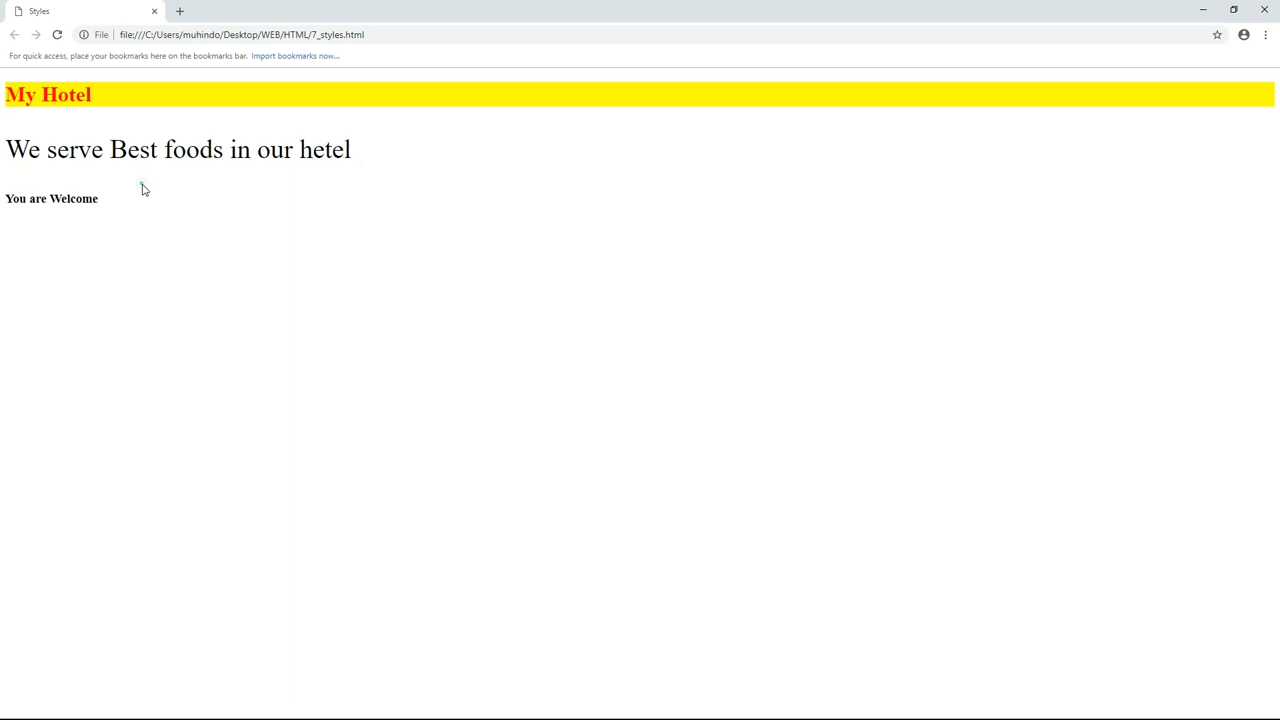 Styles
File file:///C:/Users/muhindo/Desktop/WEB/HTML/7_styles.html
For quick access, place your bookmarks here on the bookmarks bar. Import bookmarks now...
My Hotel
We serve Best foods in our hetel
You are Welcome